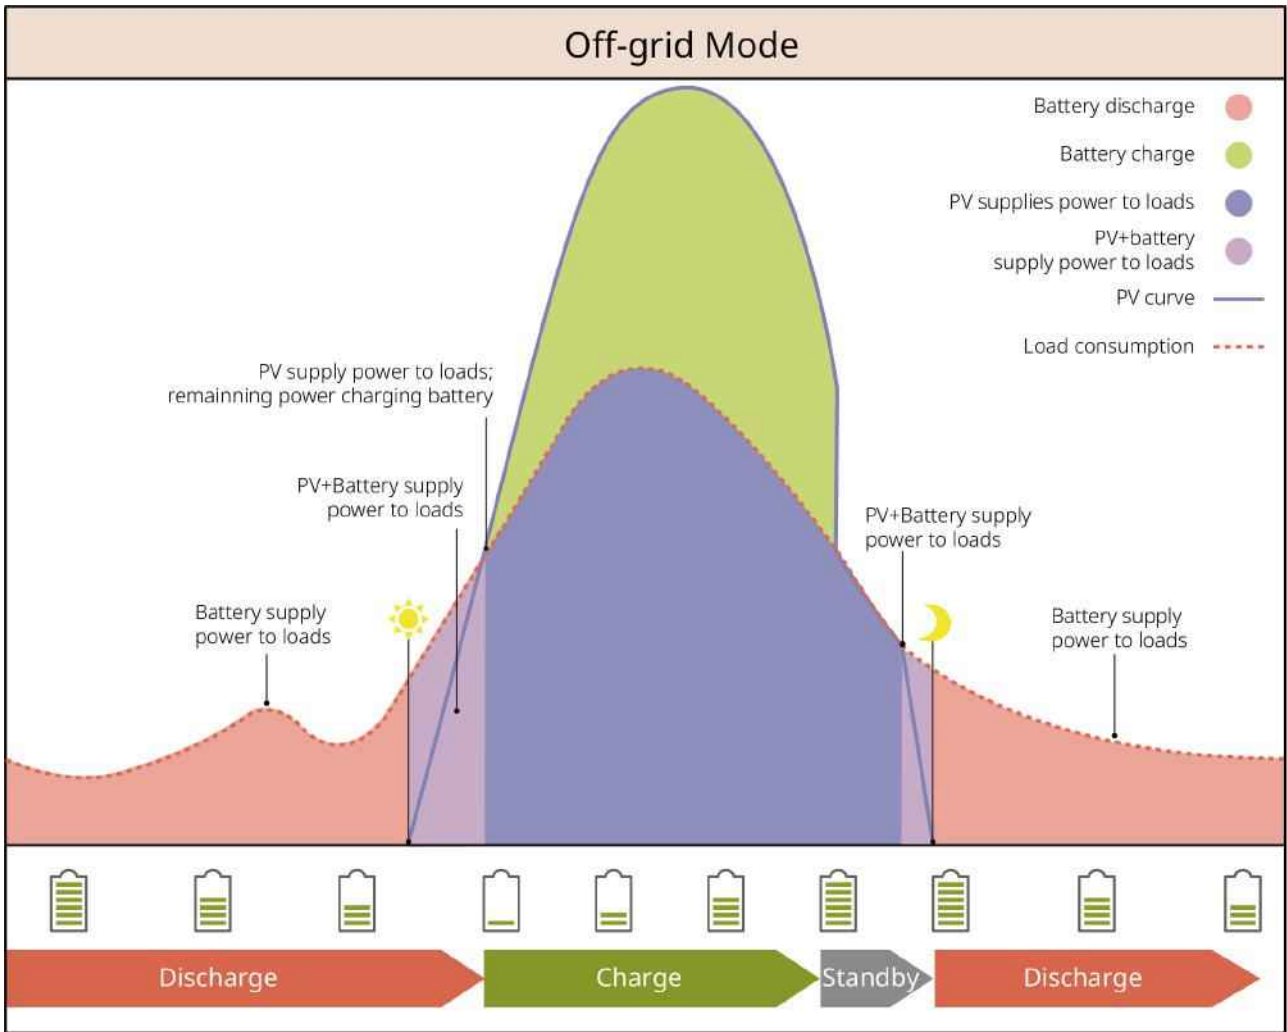 Off-grid Mode
Battery discharge
Battery charge
PV supplies power to loads
PV+battery
supply power to loads
PV curve
Load consumption
PV supply power to loads;
remainning power charging battery
PV+Battery supply
power to loads
PV+Battery supply
power to loads
Battery supply
power to loads
Battery supply
power to loads
Discharge
Charge
Standby
Discharge